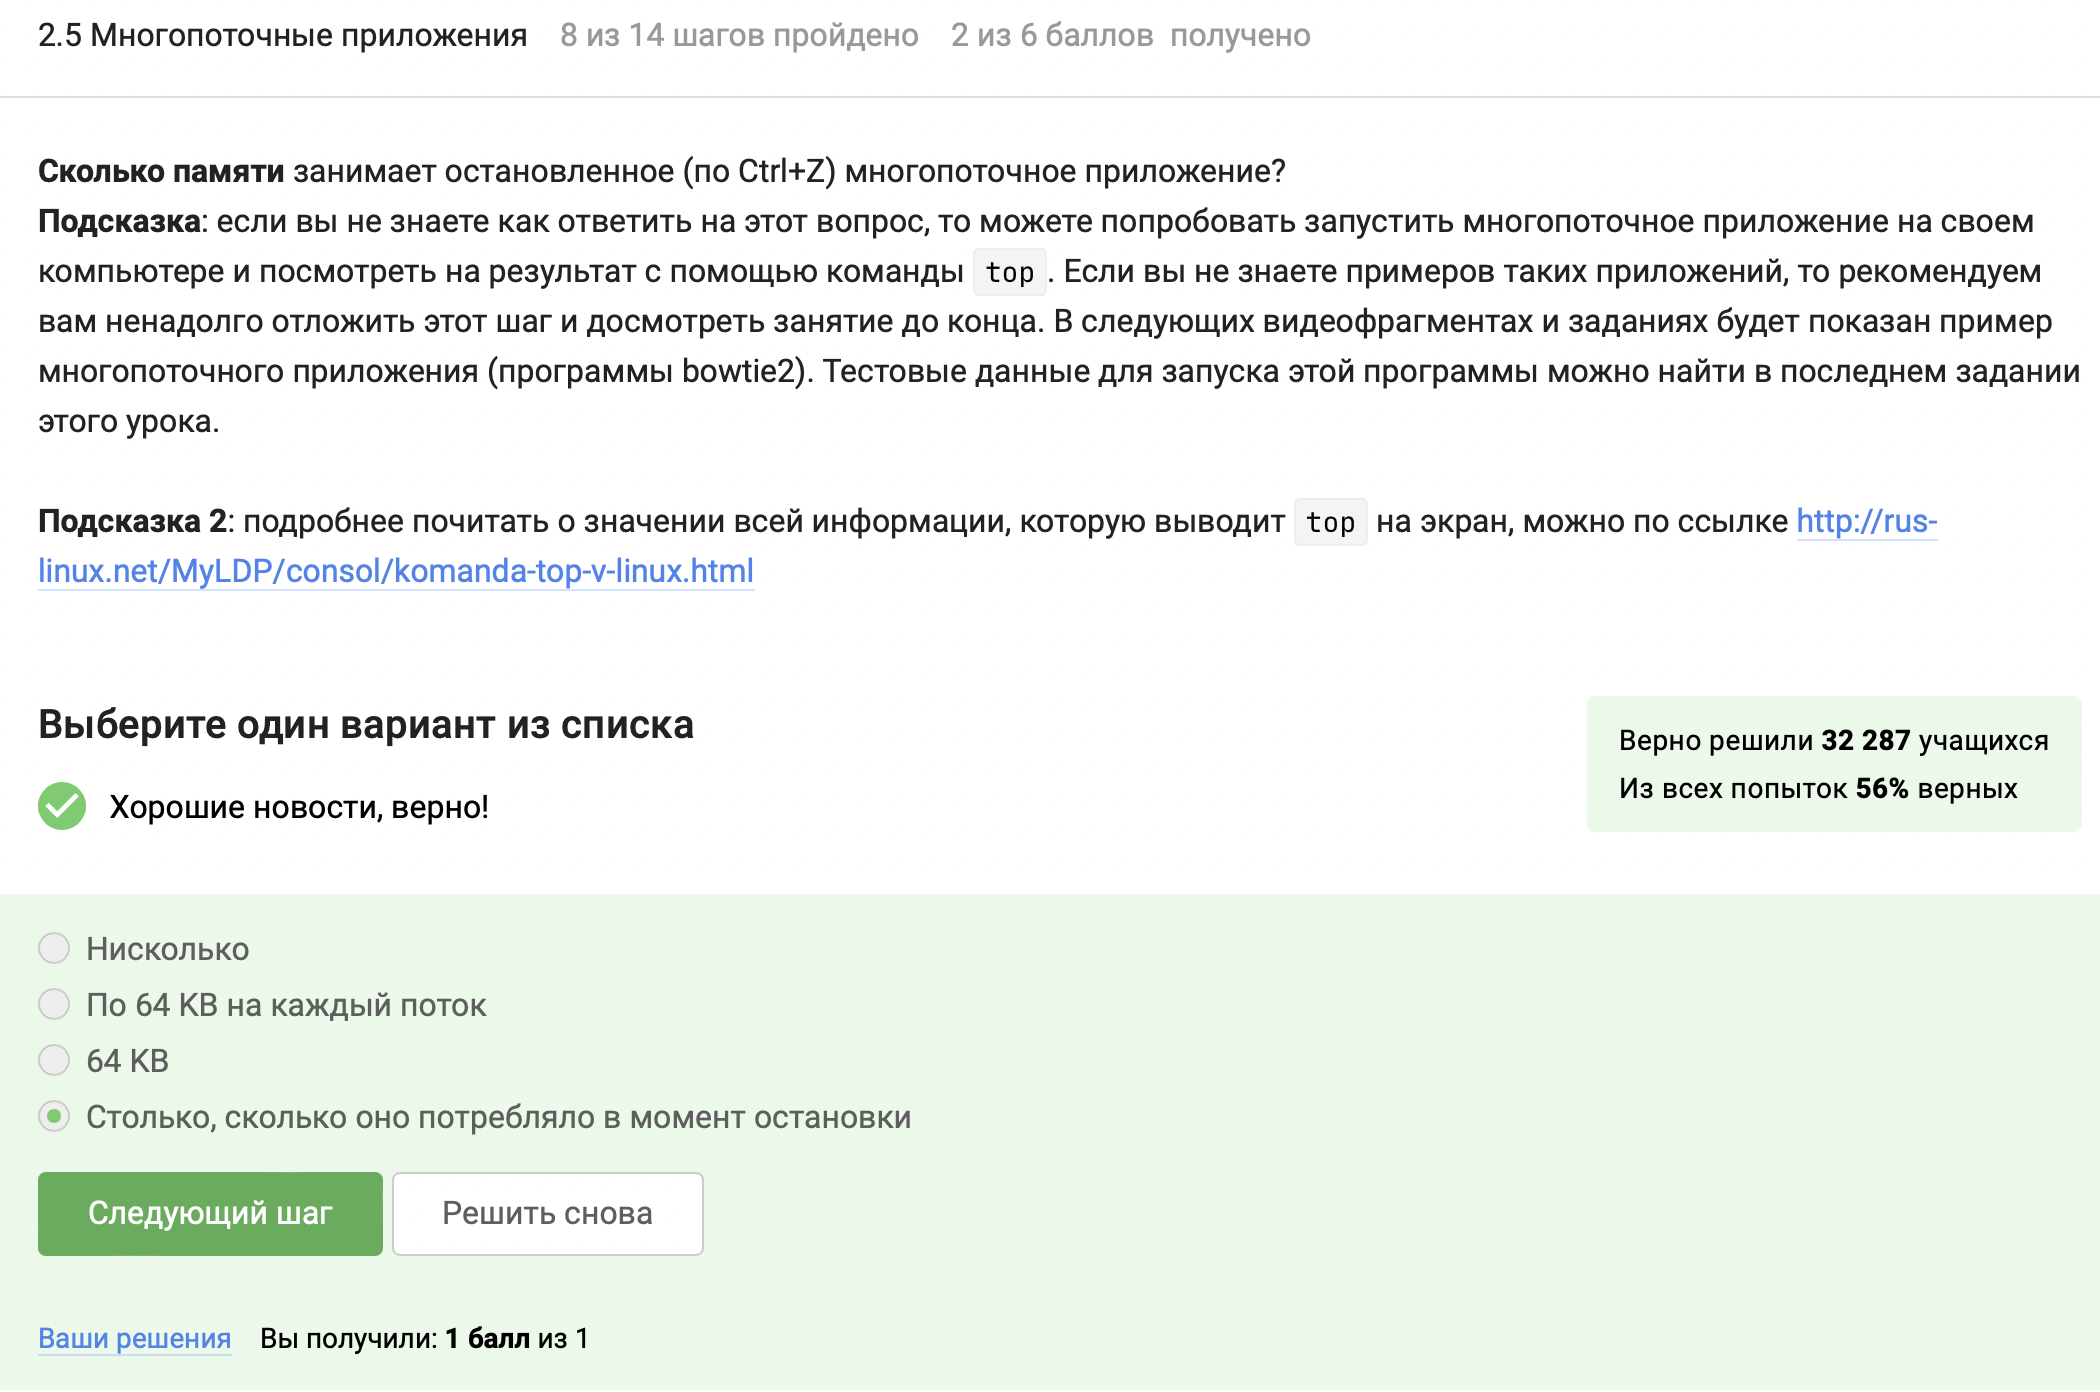 2.5 Многопоточные приложения 8 из 14 шагов пройдено 2 из 6 баллов получено
Сколько памяти занимает остановленное (по Ctrl+Z) многопоточное приложение?
Подсказка: если вы не знаете как ответить на этот вопрос, то можете попробовать запустить многопоточное приложение на своем
компьютере и посмотреть на результат с помощью команды top. Если вы не знаете примеров таких приложений, то рекомендуем
вам ненадолго отложить этот шаг и досмотреть занятие до конца. В следующих видеофрагментах и заданиях будет показан пример
многопоточного приложения (программы bowtie2). Тестовые данные для запуска этой программы можно найти в последнем задании
этого урока.
Подсказка 2: подробнее почитать о значении всей информации, которую выводит top на экран, можно по ссылке http://rus-
linux.net/MyLDP/consol/komanda-top-v-linux.html
Выберите один вариант из списка
Верно решили 32 287 учащихся
Из всех попыток 56% верных
Хорошие новости, верно!
Нисколько
По 64 KB на каждый поток
64 KB
Столько, сколько оно потребляло в момент остановки
Следующий шаг Решить снова
Ваши решения Вы получили: 1 балл из 1